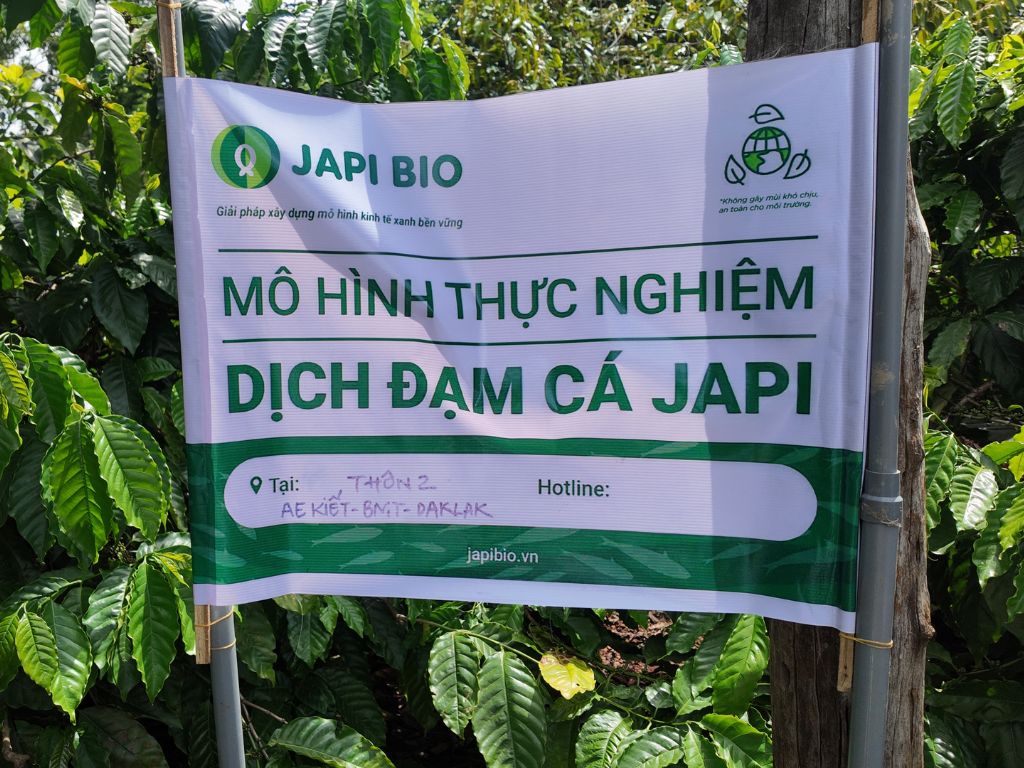 JAPI BIO
Giải pháp xây dựng mô hình kinh tế xanh bền vững
*Không gây mùi khó chịu,
an toàn cho môi trường.
MÔ HÌNH THỰC NGHIỆM
DỊCH ĐẠM CÁ JAPI
Tại: THÔN 2
EA KIẾT-BMT-DAKLAK
Hotline:
japibio.vn